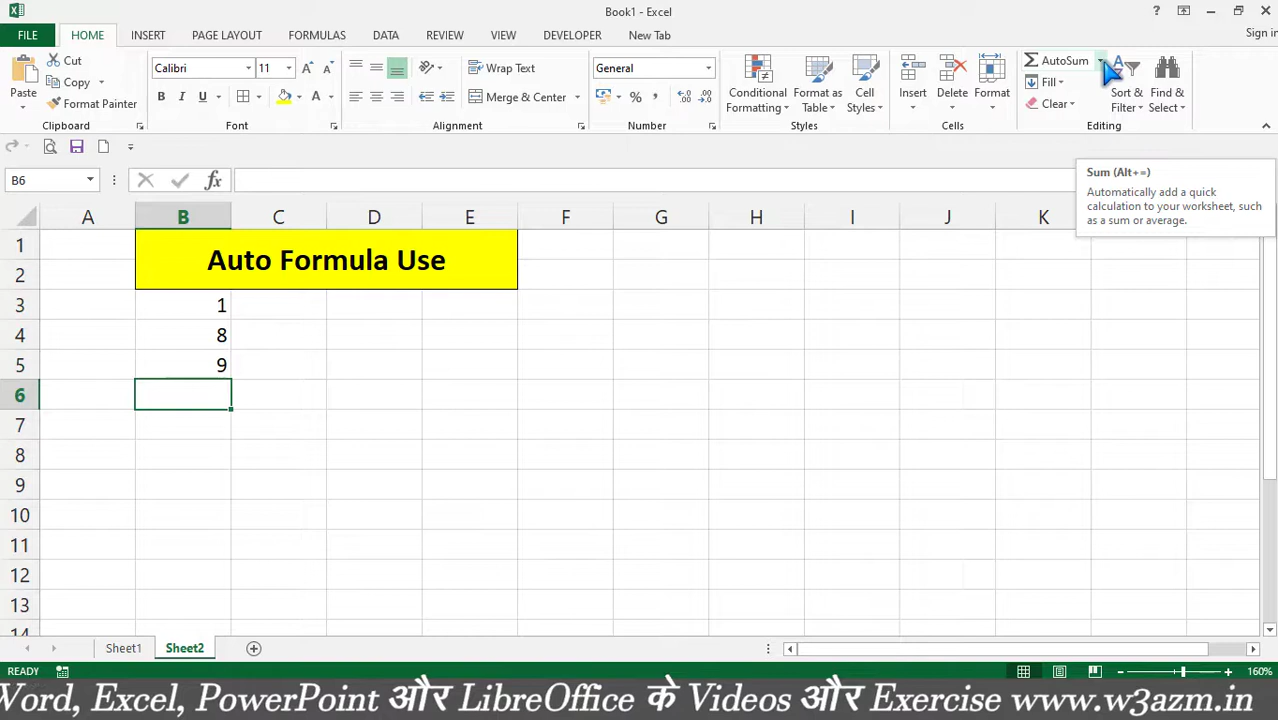 Book1 - Excel
?
Sign in
FILE HOME INSERT PAGE LAYOUT FORMULAS DATA REVIEW VIEW DEVELOPER New Tab
Paste
Cut
Copy
Format Painter
Clipboard
Calibri 11
B I U
Font
Wrap Text
Merge & Center
Alignment
General
% ,
Number
Conditional Formatting
Format as Table
Cell Styles
Styles
Insert Delete Format
Cells
AutoSum
Fill
Clear
Sort & Filter
Find & Select
Editing
B6
fx
Sum (Alt+=)
Automatically add a quick
calculation to your worksheet, such
as a sum or average.
A B C D E F G H I J K
1
2
Auto Formula Use
3 1
4 8
5 9
6
7
8
9
10
11
12
13
14
Sheet1 Sheet2
READY
160%
Word, Excel, PowerPoint और LibreOffice के Videos और Exercise www.w3azm.in